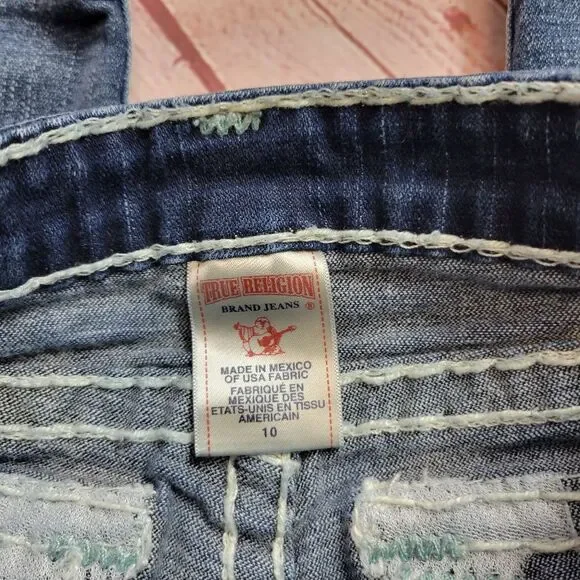 TRUE RELIGION
BRAND JEANS ®
MADE IN MEXICO
OF USA FABRIC
FABRIQUÉ EN
MEXIQUE DES
ETATS-UNIS EN TISSU
AMERICAIN
10